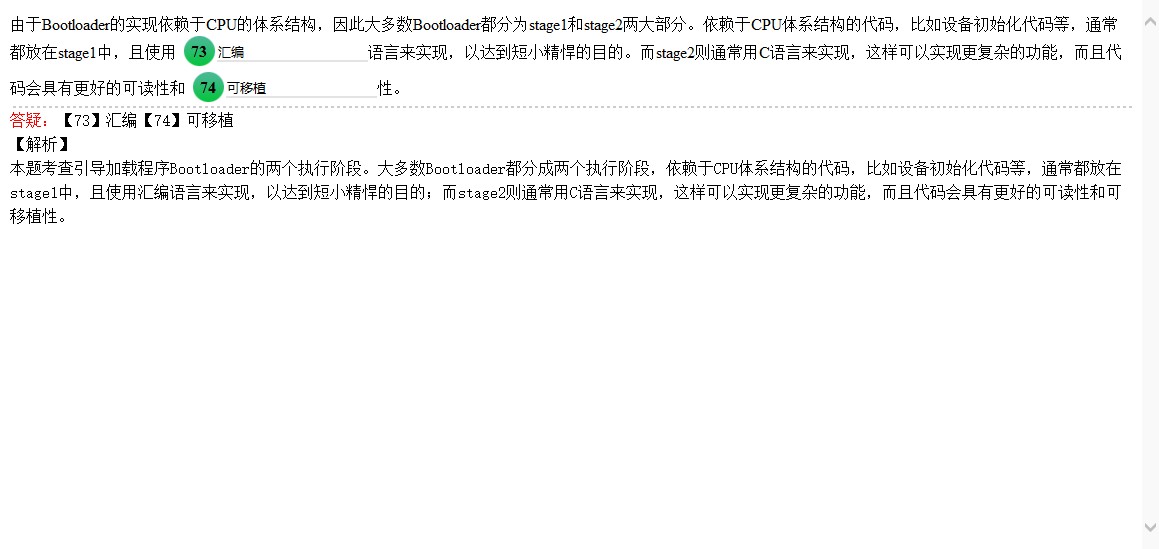 由于Bootloader的实现依赖于CPU的体系结构，因此大多数Bootloader都分为stage1和stage2两大部分。依赖于CPU体系结构的代码，比如设备初始化代码等，通常
都放在stage1中，且使用 73 汇编 语言来实现，以达到短小精悍的目的。而stage2则通常用C语言来实现，这样可以实现更复杂的功能，而且代
码会具有更好的可读性和 74 可移植 性。
答疑：【73】汇编【74】可移植
【解析】
本题考查引导加载程序Bootloader的两个执行阶段。大多数Bootloader都分成两个执行阶段，依赖于CPU体系结构的代码，比如设备初始化代码等，通常都放在
stage1中，且使用汇编语言来实现，以达到短小精悍的目的；而stage2则通常用C语言来实现，这样可以实现更复杂的功能，而且代码会具有更好的可读性和可
移植性。